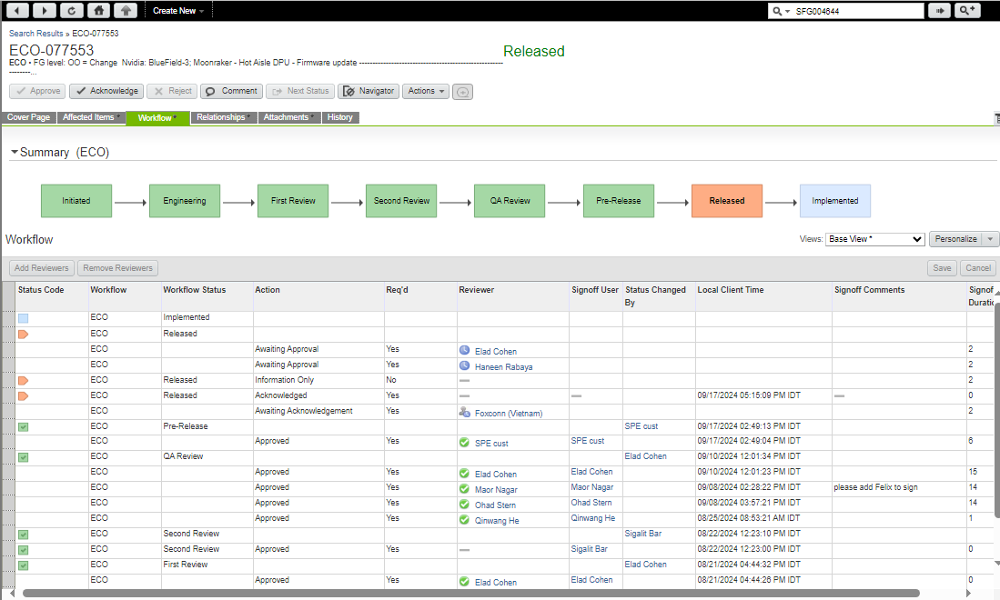 Create New
SFG004644
Search Results » ECO-077553
ECO-077553
Released
ECO • FG level: OO = Change Nvidia: BlueField-3; Moonraker - Hot Aisle DPU - Firmware update -----------------------------------------------------
--------...
Approve Acknowledge Reject Comment Next Status Navigator Actions
Cover Page Affected Items * Workflow * Relationships * Attachments * History
Summary (ECO)
Initiated Engineering First Review Second Review QA Review Pre-Release Released Implemented
Workflow
Views: Base View * Personalize
Add Reviewers Remove Reviewers Save Cancel
Status Code Workflow Workflow Status Action Req'd Reviewer Signoff User Status Changed By Local Client Time Signoff Comments Signof Duratio
ECO Implemented
ECO Released
ECO Awaiting Approval Yes Elad Cohen 2
ECO Awaiting Approval Yes Haneen Rabaya 2
ECO Released Information Only No — 2
ECO Released Acknowledged Yes — — 09/17/2024 05:15:09 PM IDT — 0
ECO Awaiting Acknowledgement Yes Foxconn (Vietnam) 2
ECO Pre-Release SPE cust 09/17/2024 02:49:13 PM IDT
ECO Approved Yes SPE cust SPE cust 09/17/2024 02:49:04 PM IDT 6
ECO QA Review Elad Cohen 09/10/2024 12:01:34 PM IDT
ECO Approved Yes Elad Cohen Elad Cohen 09/10/2024 12:01:23 PM IDT 15
ECO Approved Yes Maor Nagar Maor Nagar 09/08/2024 02:28:22 PM IDT please add Felix to sign 14
ECO Approved Yes Ohad Stern Ohad Stern 09/08/2024 03:57:21 PM IDT 14
ECO Approved Yes Qinwang He Qinwang He 08/25/2024 08:53:21 AM IDT 1
ECO Second Review Sigalit Bar 08/22/2024 12:23:10 PM IDT
ECO Second Review Approved Yes — Sigalit Bar 08/22/2024 12:23:00 PM IDT 0
ECO First Review Elad Cohen 08/21/2024 04:44:32 PM IDT
ECO Approved Yes Elad Cohen Elad Cohen 08/21/2024 04:44:26 PM IDT 0